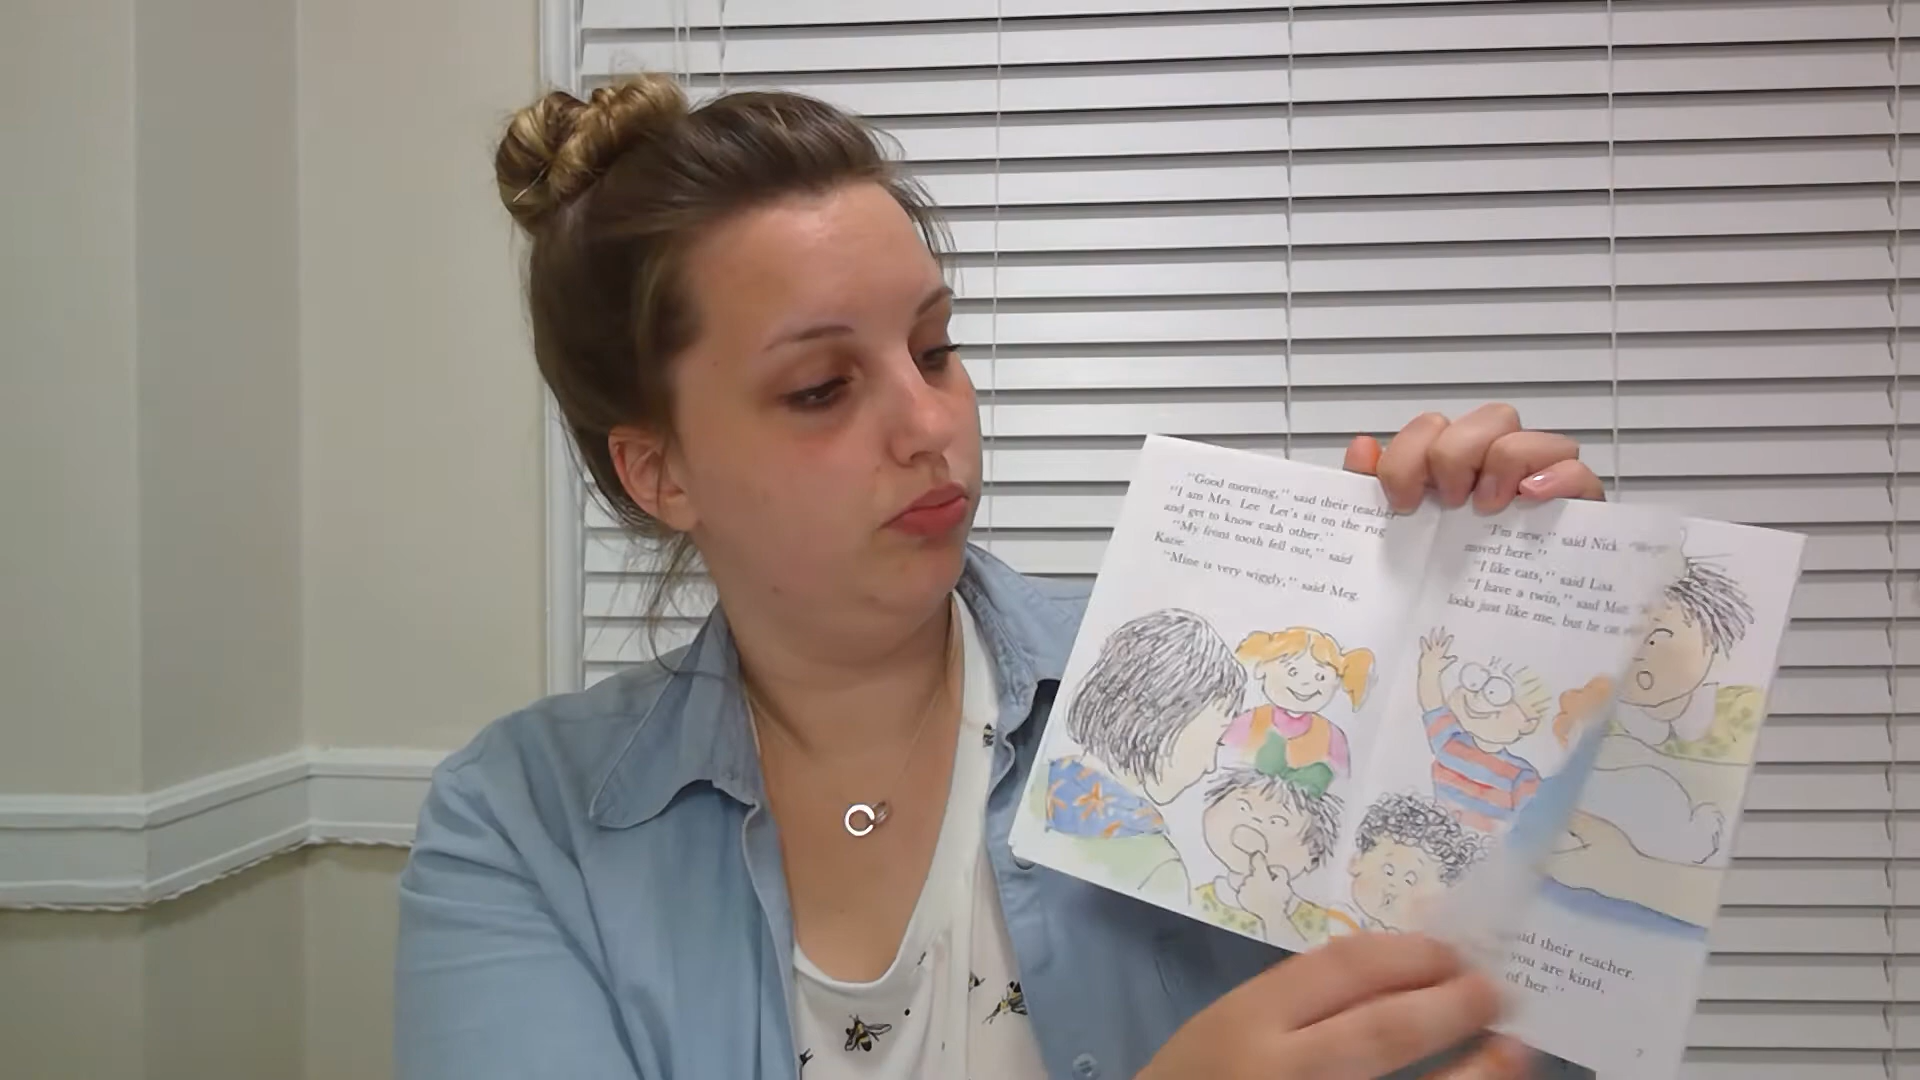 "Good morning," said their teacher.
"I am Mrs. Lee. Let's sit on the rug
and get to know each other."
"My front tooth fell out," said
Katie.
"Mine is very wiggly," said Meg.
"I'm new," said Nick.
moved here."
"I like cats," said Lisa.
"I have a twin," said
looks just like me, but he
said their teacher.
you are kind,
of her."
7